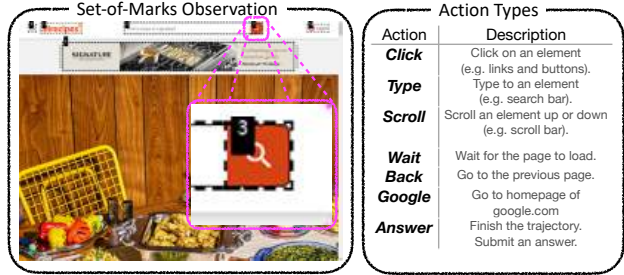 Set-of-Marks Observation
recipes
SIGNATURE
3
Action Types
Action Description
Click Click on an element
(e.g. links and buttons).
Type Type to an element
(e.g. search bar).
Scroll Scroll an element up or down
(e.g. scroll bar).
Wait Wait for the page to load.
Back Go to the previous page.
Google Go to homepage of
google.com
Answer Finish the trajectory.
Submit an answer.